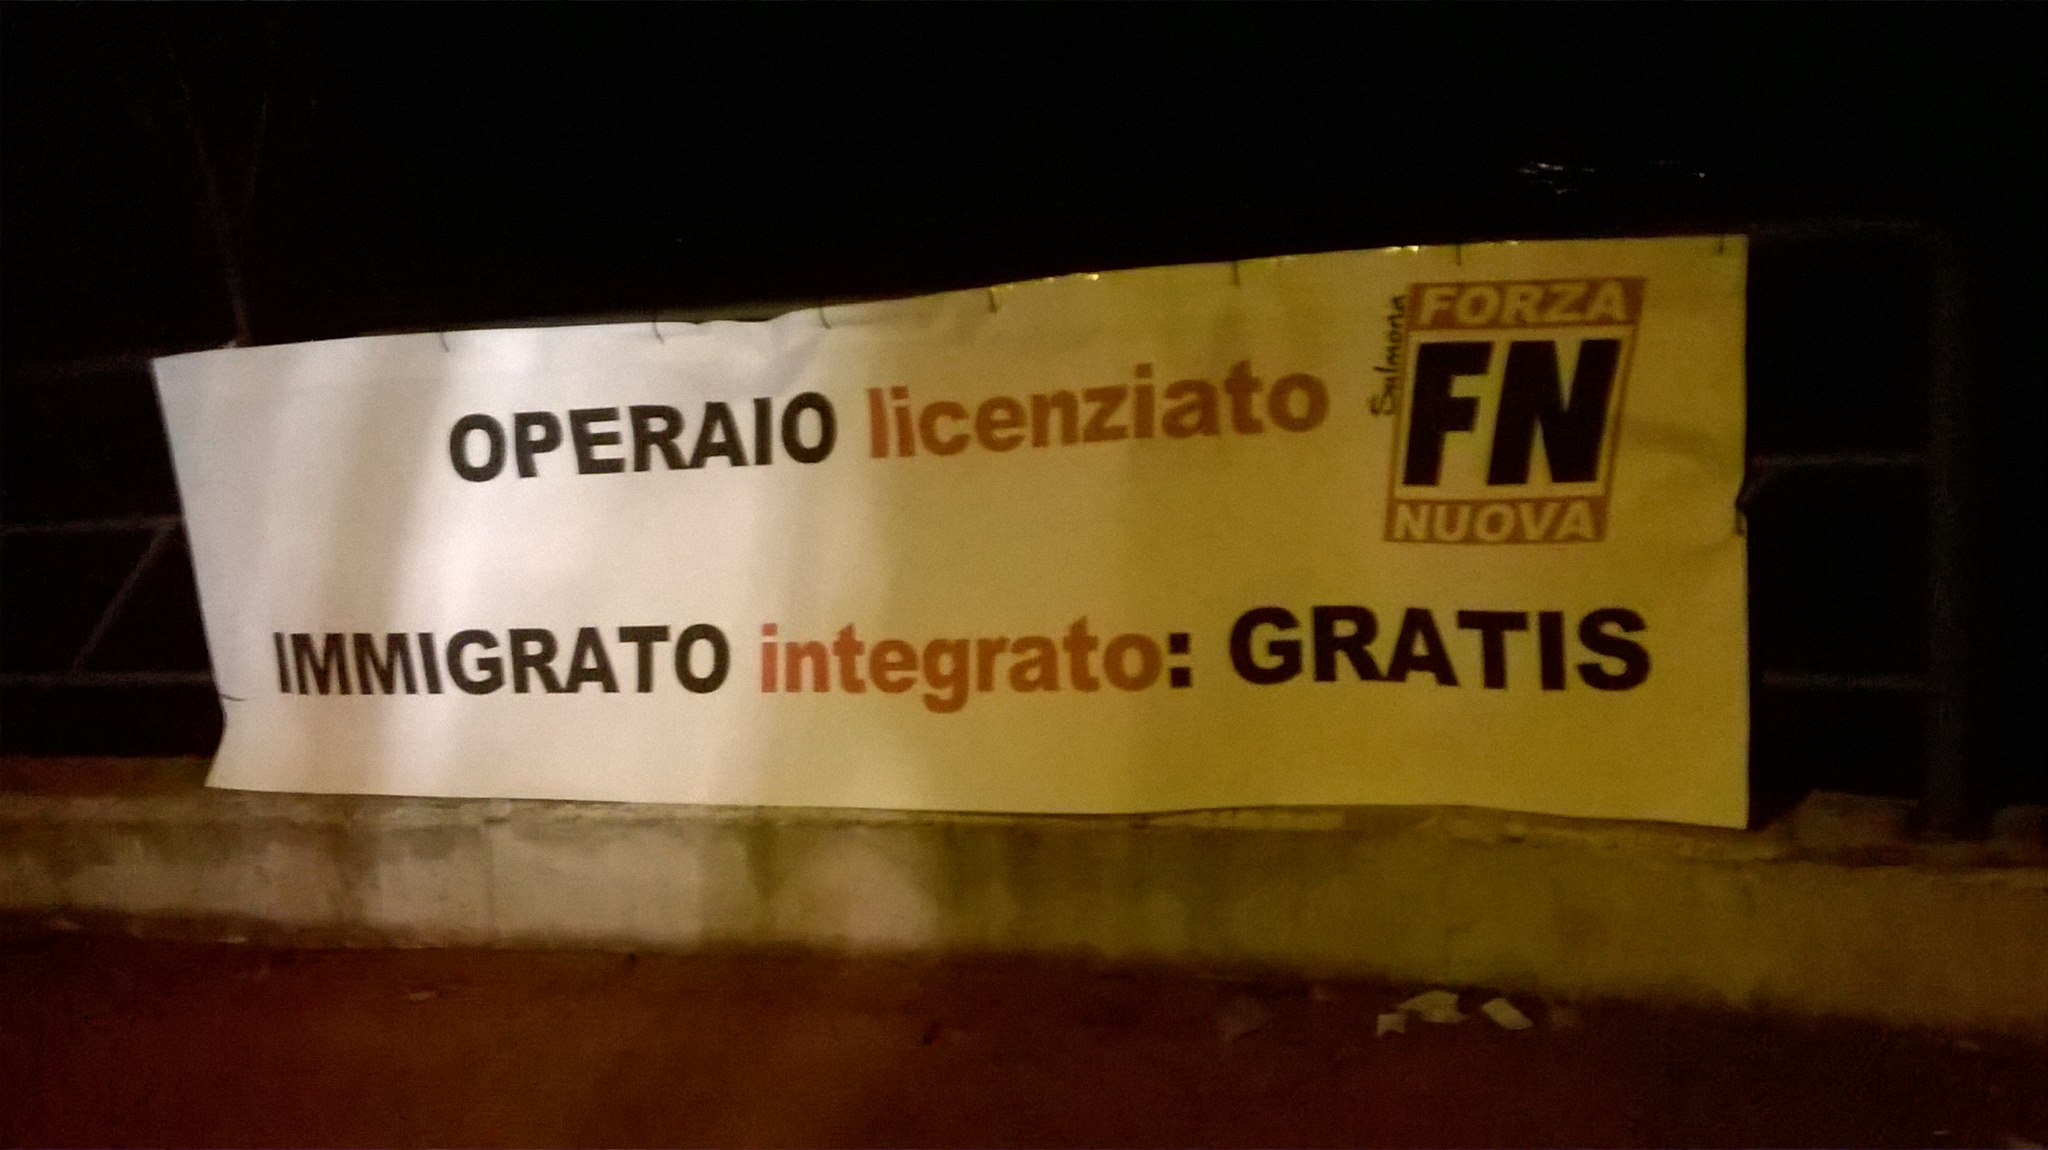 OPERAIO licenziato
IMMIGRATO integrato: GRATIS
Sulmona
FORZA
FN
NUOVA